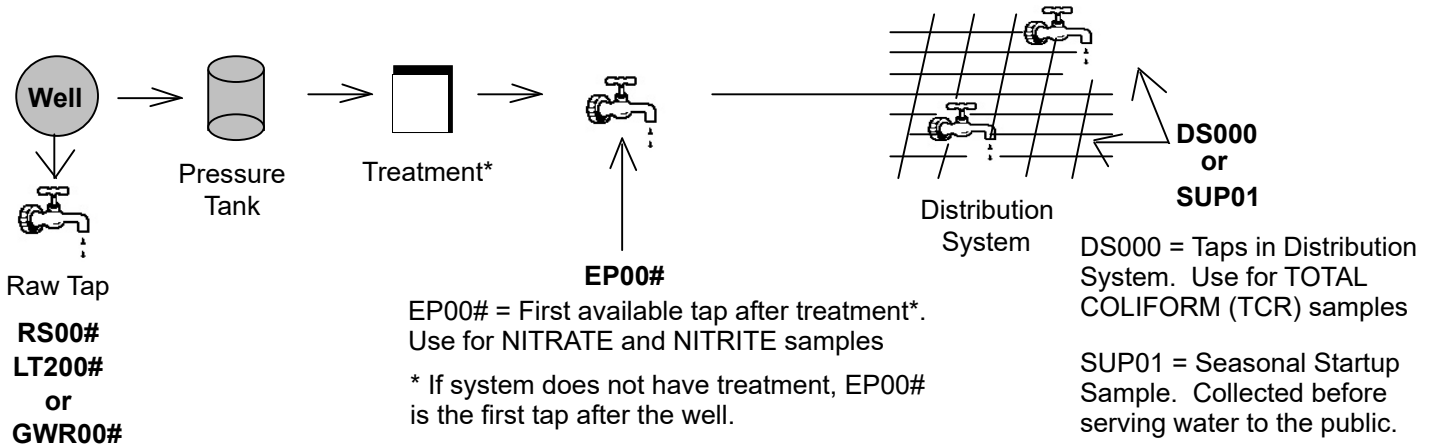 Well
Raw Tap
RS00#
LT200#
or
GWR00#
Pressure
Tank
Treatment*
EP00#
EP00# = First available tap after treatment*.
Use for NITRATE and NITRITE samples
* If system does not have treatment, EP00#
is the first tap after the well.
Distribution
System
DS000
or
SUP01
DS000 = Taps in Distribution
System. Use for TOTAL
COLIFORM (TCR) samples
SUP01 = Seasonal Startup
Sample. Collected before
serving water to the public.